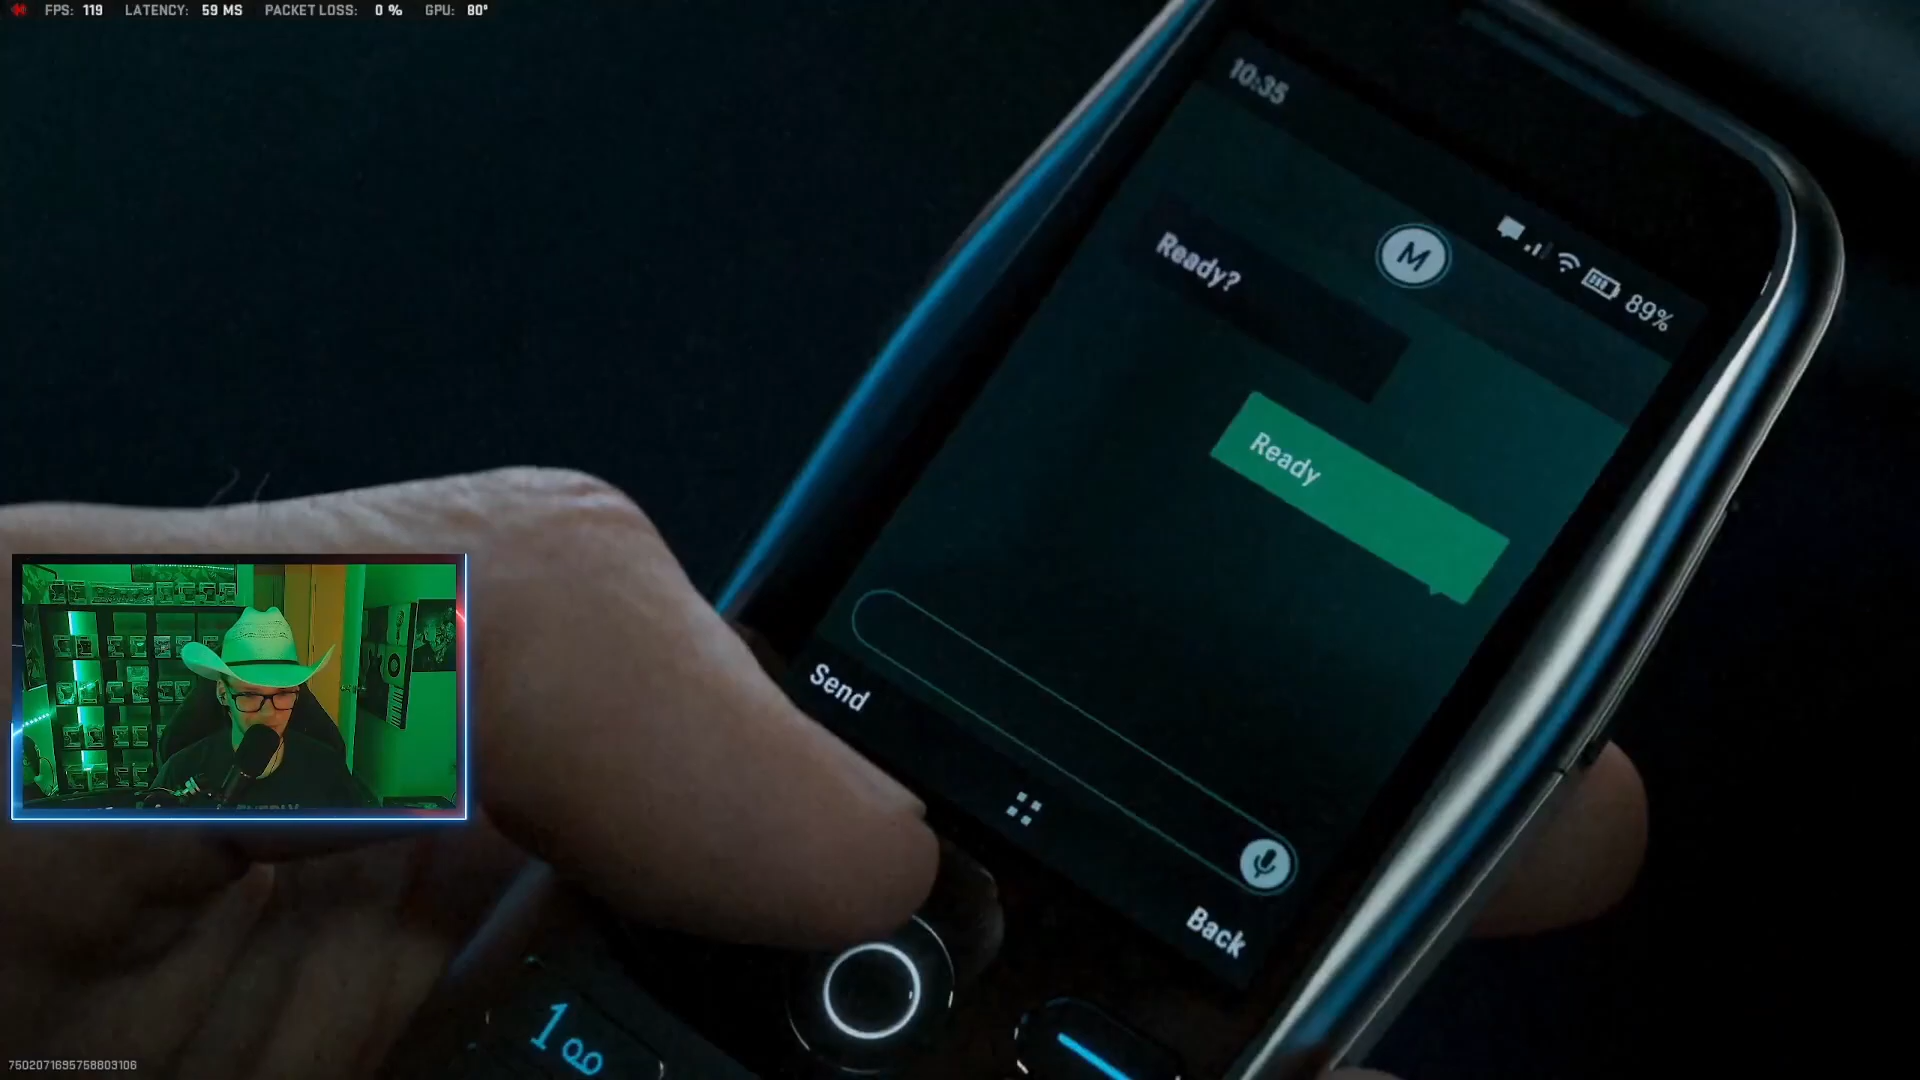 FPS: 119 LATENCY: 59 MS PACKET LOSS: 0 % GPU: 80°
10:35
89%
M
Ready?
Ready
Send
Back
1
7502071695758803106